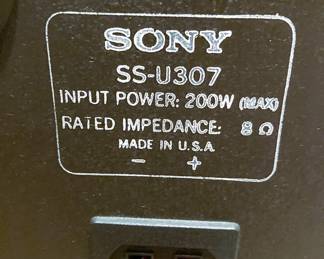 SONY
SS-U307
INPUT POWER: 200W (MAX)
RATED IMPEDANCE: 8 Ω
MADE IN U.S.A
− +